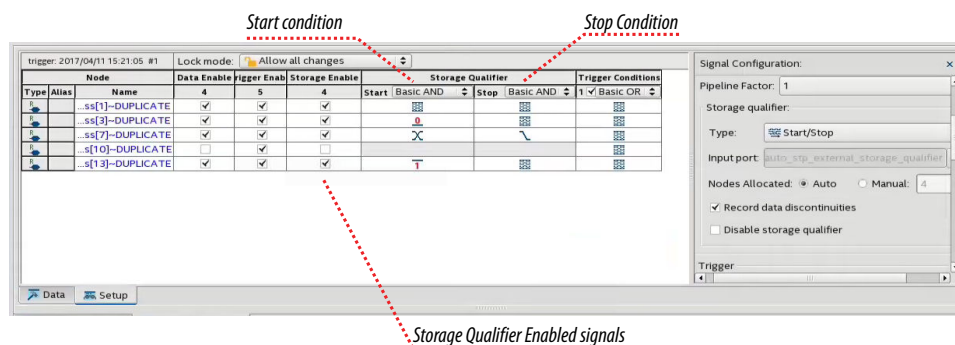 Start condition
Stop Condition
trigger: 2017/04/11 15:21:05 #1
Lock mode:
Allow all changes
Node
Data Enable
rigger Enab
Storage Enable
Storage Qualifier
Trigger Conditions
Type
Alias
Name
4
5
4
Start
Basic AND
Stop
Basic AND
1
Basic OR
R
...ss[1]~DUPLICATE
R
...ss[3]~DUPLICATE
0
R
...ss[7]~DUPLICATE
R
...s[10]~DUPLICATE
R
...s[13]~DUPLICATE
1
Data
Setup
Signal Configuration:
Pipeline Factor:
1
Storage qualifier:
Type:
Start/Stop
Input port:
auto_stp_external_storage_qualifier
Nodes Allocated:
Auto
Manual:
4
Record data discontinuities
Disable storage qualifier
Trigger
Storage Qualifier Enabled signals